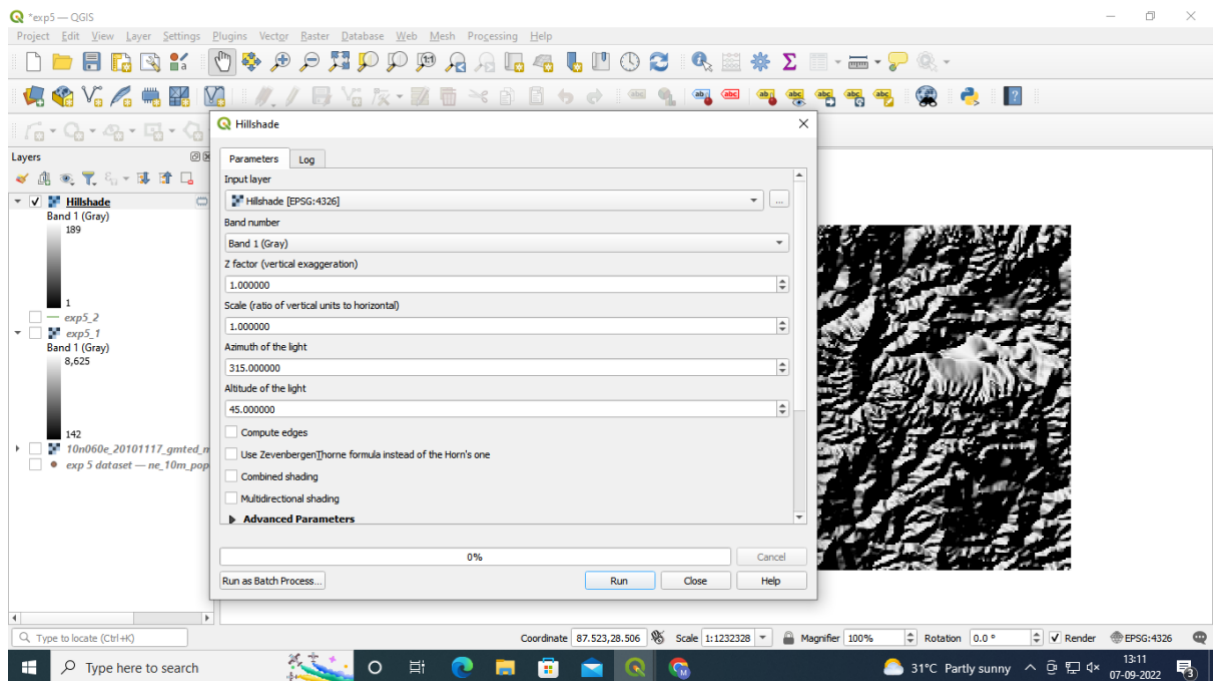 *exp5 — QGIS
Project Edit View Layer Settings Plugins Vector Raster Database Web Mesh Processing Help
Hillshade
Parameters Log
Input layer
Hillshade [EPSG:4326]
...
Band number
Band 1 (Gray)
Z factor (vertical exaggeration)
1.000000
Scale (ratio of vertical units to horizontal)
1.000000
Azimuth of the light
315.000000
Altitude of the light
45.000000
Compute edges
Use ZevenbergenThorne formula instead of the Horn's one
Combined shading
Multidirectional shading
Advanced Parameters
0% Cancel
Run as Batch Process... Run Close Help
Layers
Hillshade
Band 1 (Gray)
189
1
exp5_2
exp5_1
Band 1 (Gray)
8,625
142
10n060e_20101117_gmted_m
exp 5 dataset — ne_10m_pop
Type to locate (Ctrl+K) Coordinate 87.523,28.506 Scale 1:1232328 Magnifier 100% Rotation 0.0 ° Render EPSG:4326
Type here to search 31°C Partly sunny 13:11
07-09-2022